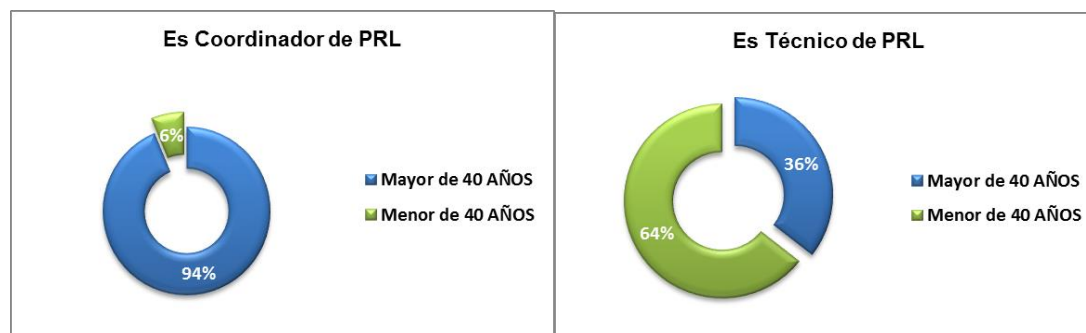 Es Coordinador de PRL
6%
Mayor de 40 AÑOS
Menor de 40 AÑOS
94%
Es Técnico de PRL
36%
Mayor de 40 AÑOS
Menor de 40 AÑOS
64%